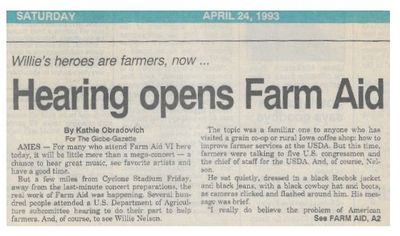 SATURDAY APRIL 24, 1993
Willie's heroes are farmers, now ...
Hearing opens Farm Aid
By Kathie Obradovich
For The Globe-Gazette
AMES — For many who attend Farm Aid VI here
today, it will be little more than a mega-concert — a
chance to hear great music, see favorite artists and
have a good time.
But a few miles from Cyclone Stadium Friday,
away from the last-minute concert preparations, the
real work of Farm Aid was happening. Several hun-
dred people attended a U.S. Department of Agricul-
ture subcommittee hearing to do their part to help
farmers. And, of course, to see Willie Nelson.
The topic was a familiar one to anyone who has
visited a grain co-op or rural Iowa coffee shop: how to
improve farmer services at the USDA. But this time,
farmers were talking to five U.S. congressmen and
the chief of staff for the USDA. And, of course, Nel-
son.
He sat quietly, dressed in a black Reebok jacket
and black jeans, with a black cowboy hat and boots,
as cameras clicked and flashed around him. His mes-
sage was brief.
"I really do believe the problem of American
See FARM AID, A2